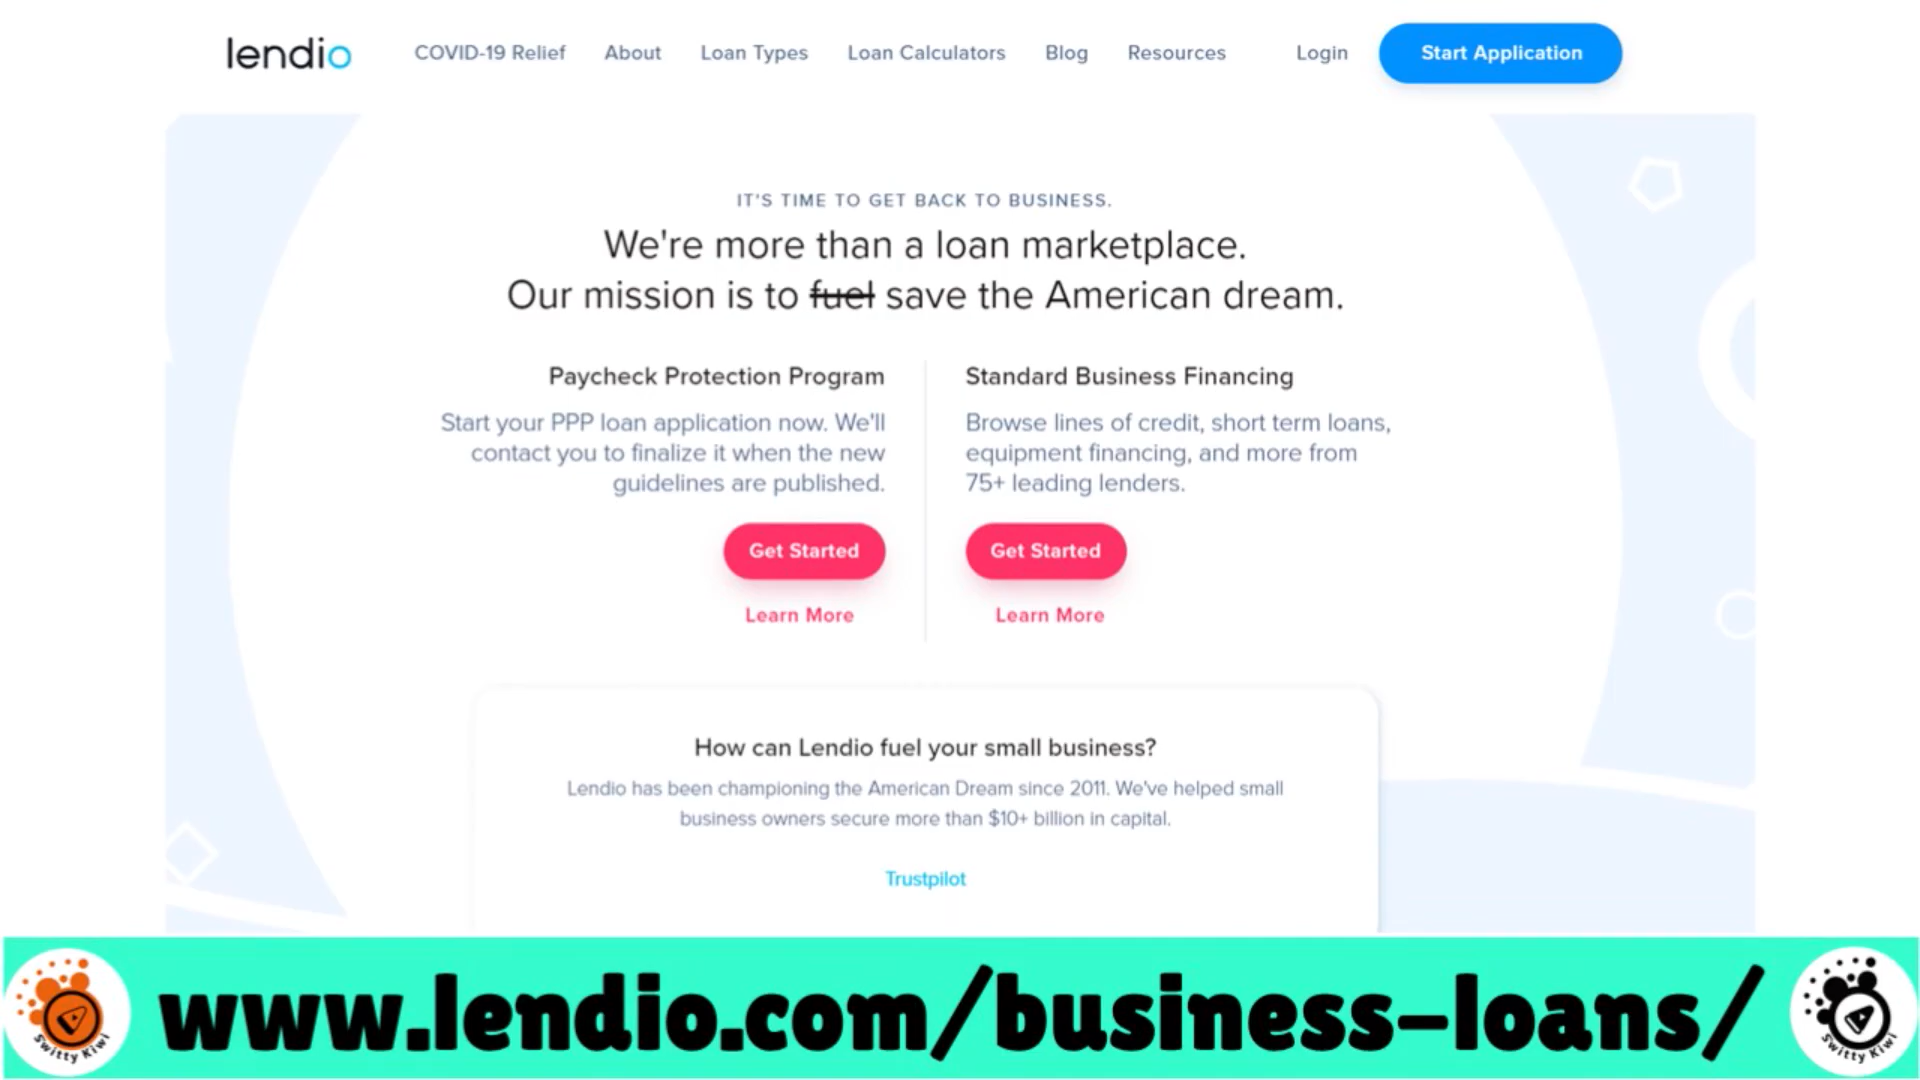 lendio COVID-19 Relief About Loan Types Loan Calculators Blog Resources Login Start Application
IT'S TIME TO GET BACK TO BUSINESS.
We're more than a loan marketplace.
Our mission is to fuel save the American dream.
Paycheck Protection Program
Start your PPP loan application now. We'll
contact you to finalize it when the new
guidelines are published.
Get Started
Learn More
Standard Business Financing
Browse lines of credit, short term loans,
equipment financing, and more from
75+ leading lenders.
Get Started
Learn More
How can Lendio fuel your small business?
Lendio has been championing the American Dream since 2011. We've helped small
business owners secure more than $10+ billion in capital.
Trustpilot
Switty Kiwi
www.lendio.com/business-loans/
Switty Kiwi